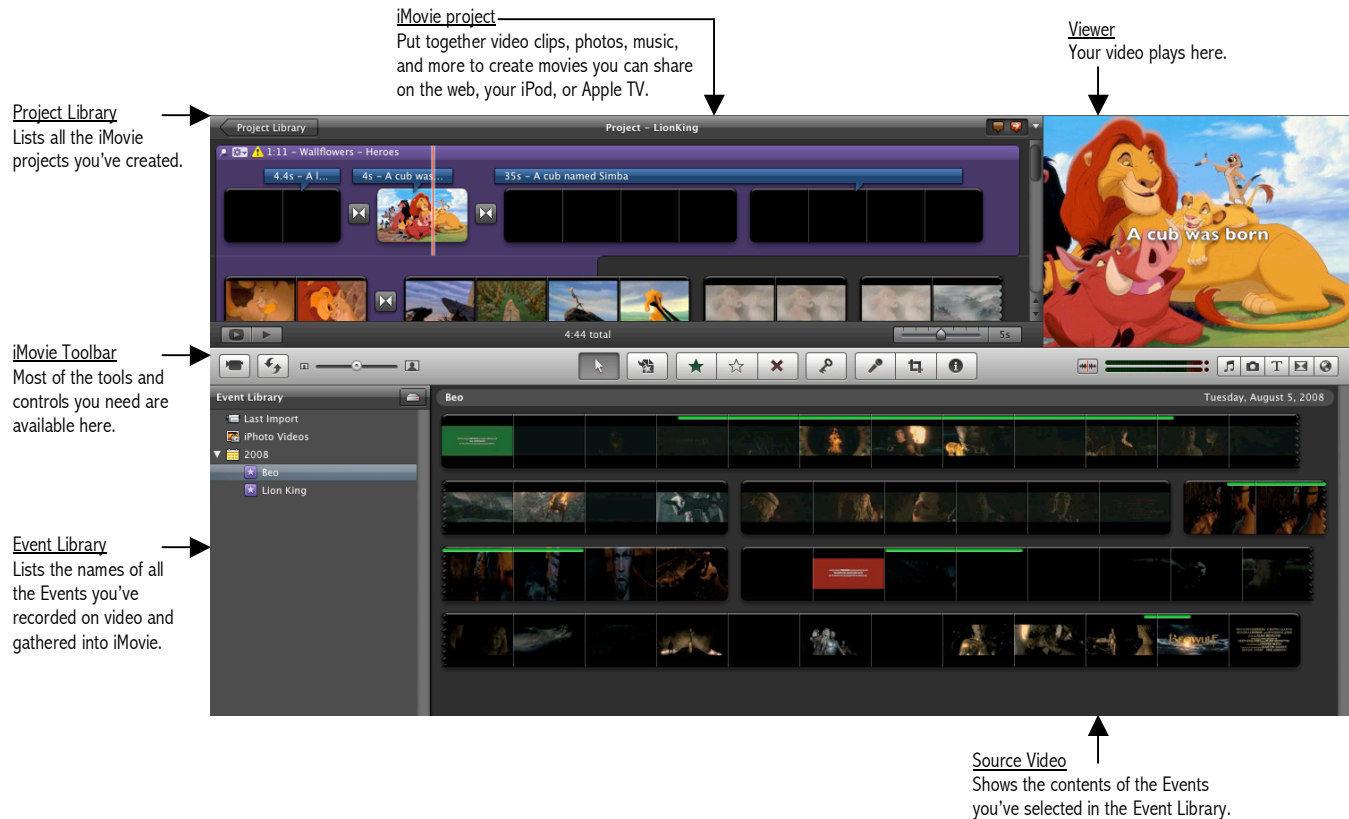 iMovie project
Put together video clips, photos, music,
and more to create movies you can share
on the web, your iPod, or Apple TV.
Viewer
Your video plays here.
Project Library
Lists all the iMovie
projects you've created.
Project Library
Project – LionKing
1:11 – Wallflowers – Heroes
4.4s – A l...
4s – A cub was...
35s – A cub named Simba
A cub was born
4:44 total
5s
iMovie Toolbar
Most of the tools and
controls you need are
available here.
Event Library
Last Import
iPhoto Videos
2008
Beo
Lion King
Beo
Tuesday, August 5, 2008
Event Library
Lists the names of all
the Events you've
recorded on video and
gathered into iMovie.
BEOWULF
Source Video
Shows the contents of the Events
you've selected in the Event Library.